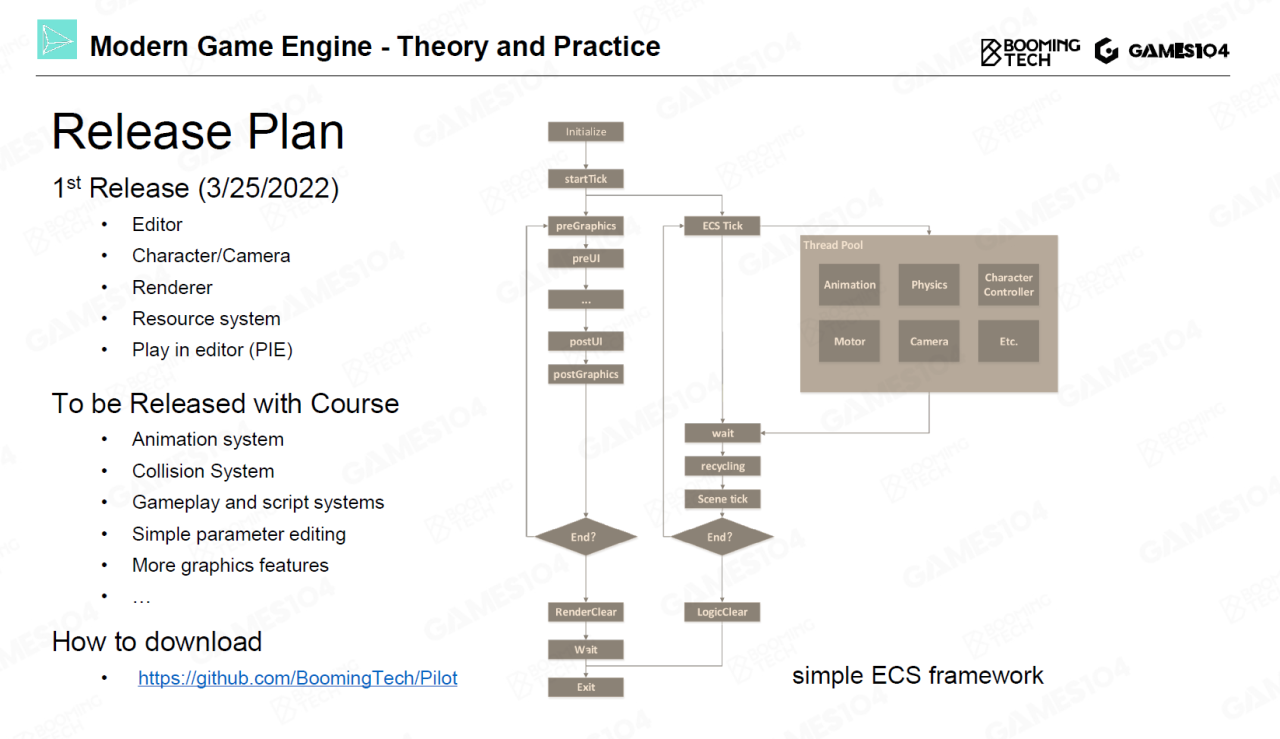 Modern Game Engine - Theory and Practice
BOOMING
TECH
GAMES104
Release Plan
1st Release (3/25/2022)
• Editor
• Character/Camera
• Renderer
• Resource system
• Play in editor (PIE)
To be Released with Course
• Animation system
• Collision System
• Gameplay and script systems
• Simple parameter editing
• More graphics features
• …
How to download
• https://github.com/BoomingTech/Pilot
Initialize
startTick
preGraphics
preUI
...
postUI
postGraphics
End?
RenderClear
Wait
Exit
ECS Tick
wait
recycling
Scene tick
End?
LogicClear
Thread Pool
Animation
Physics
Character
Controller
Motor
Camera
Etc.
simple ECS framework